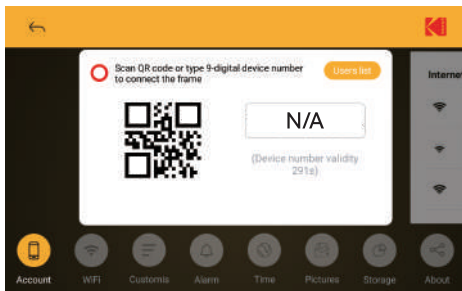 Scan QR code or type 9-digital device number
to connect the frame
Users list
Interne
N/A
(Device number validity
291s)
Account
WiFi
Customis
Alarm
Time
Pictures
Storage
About